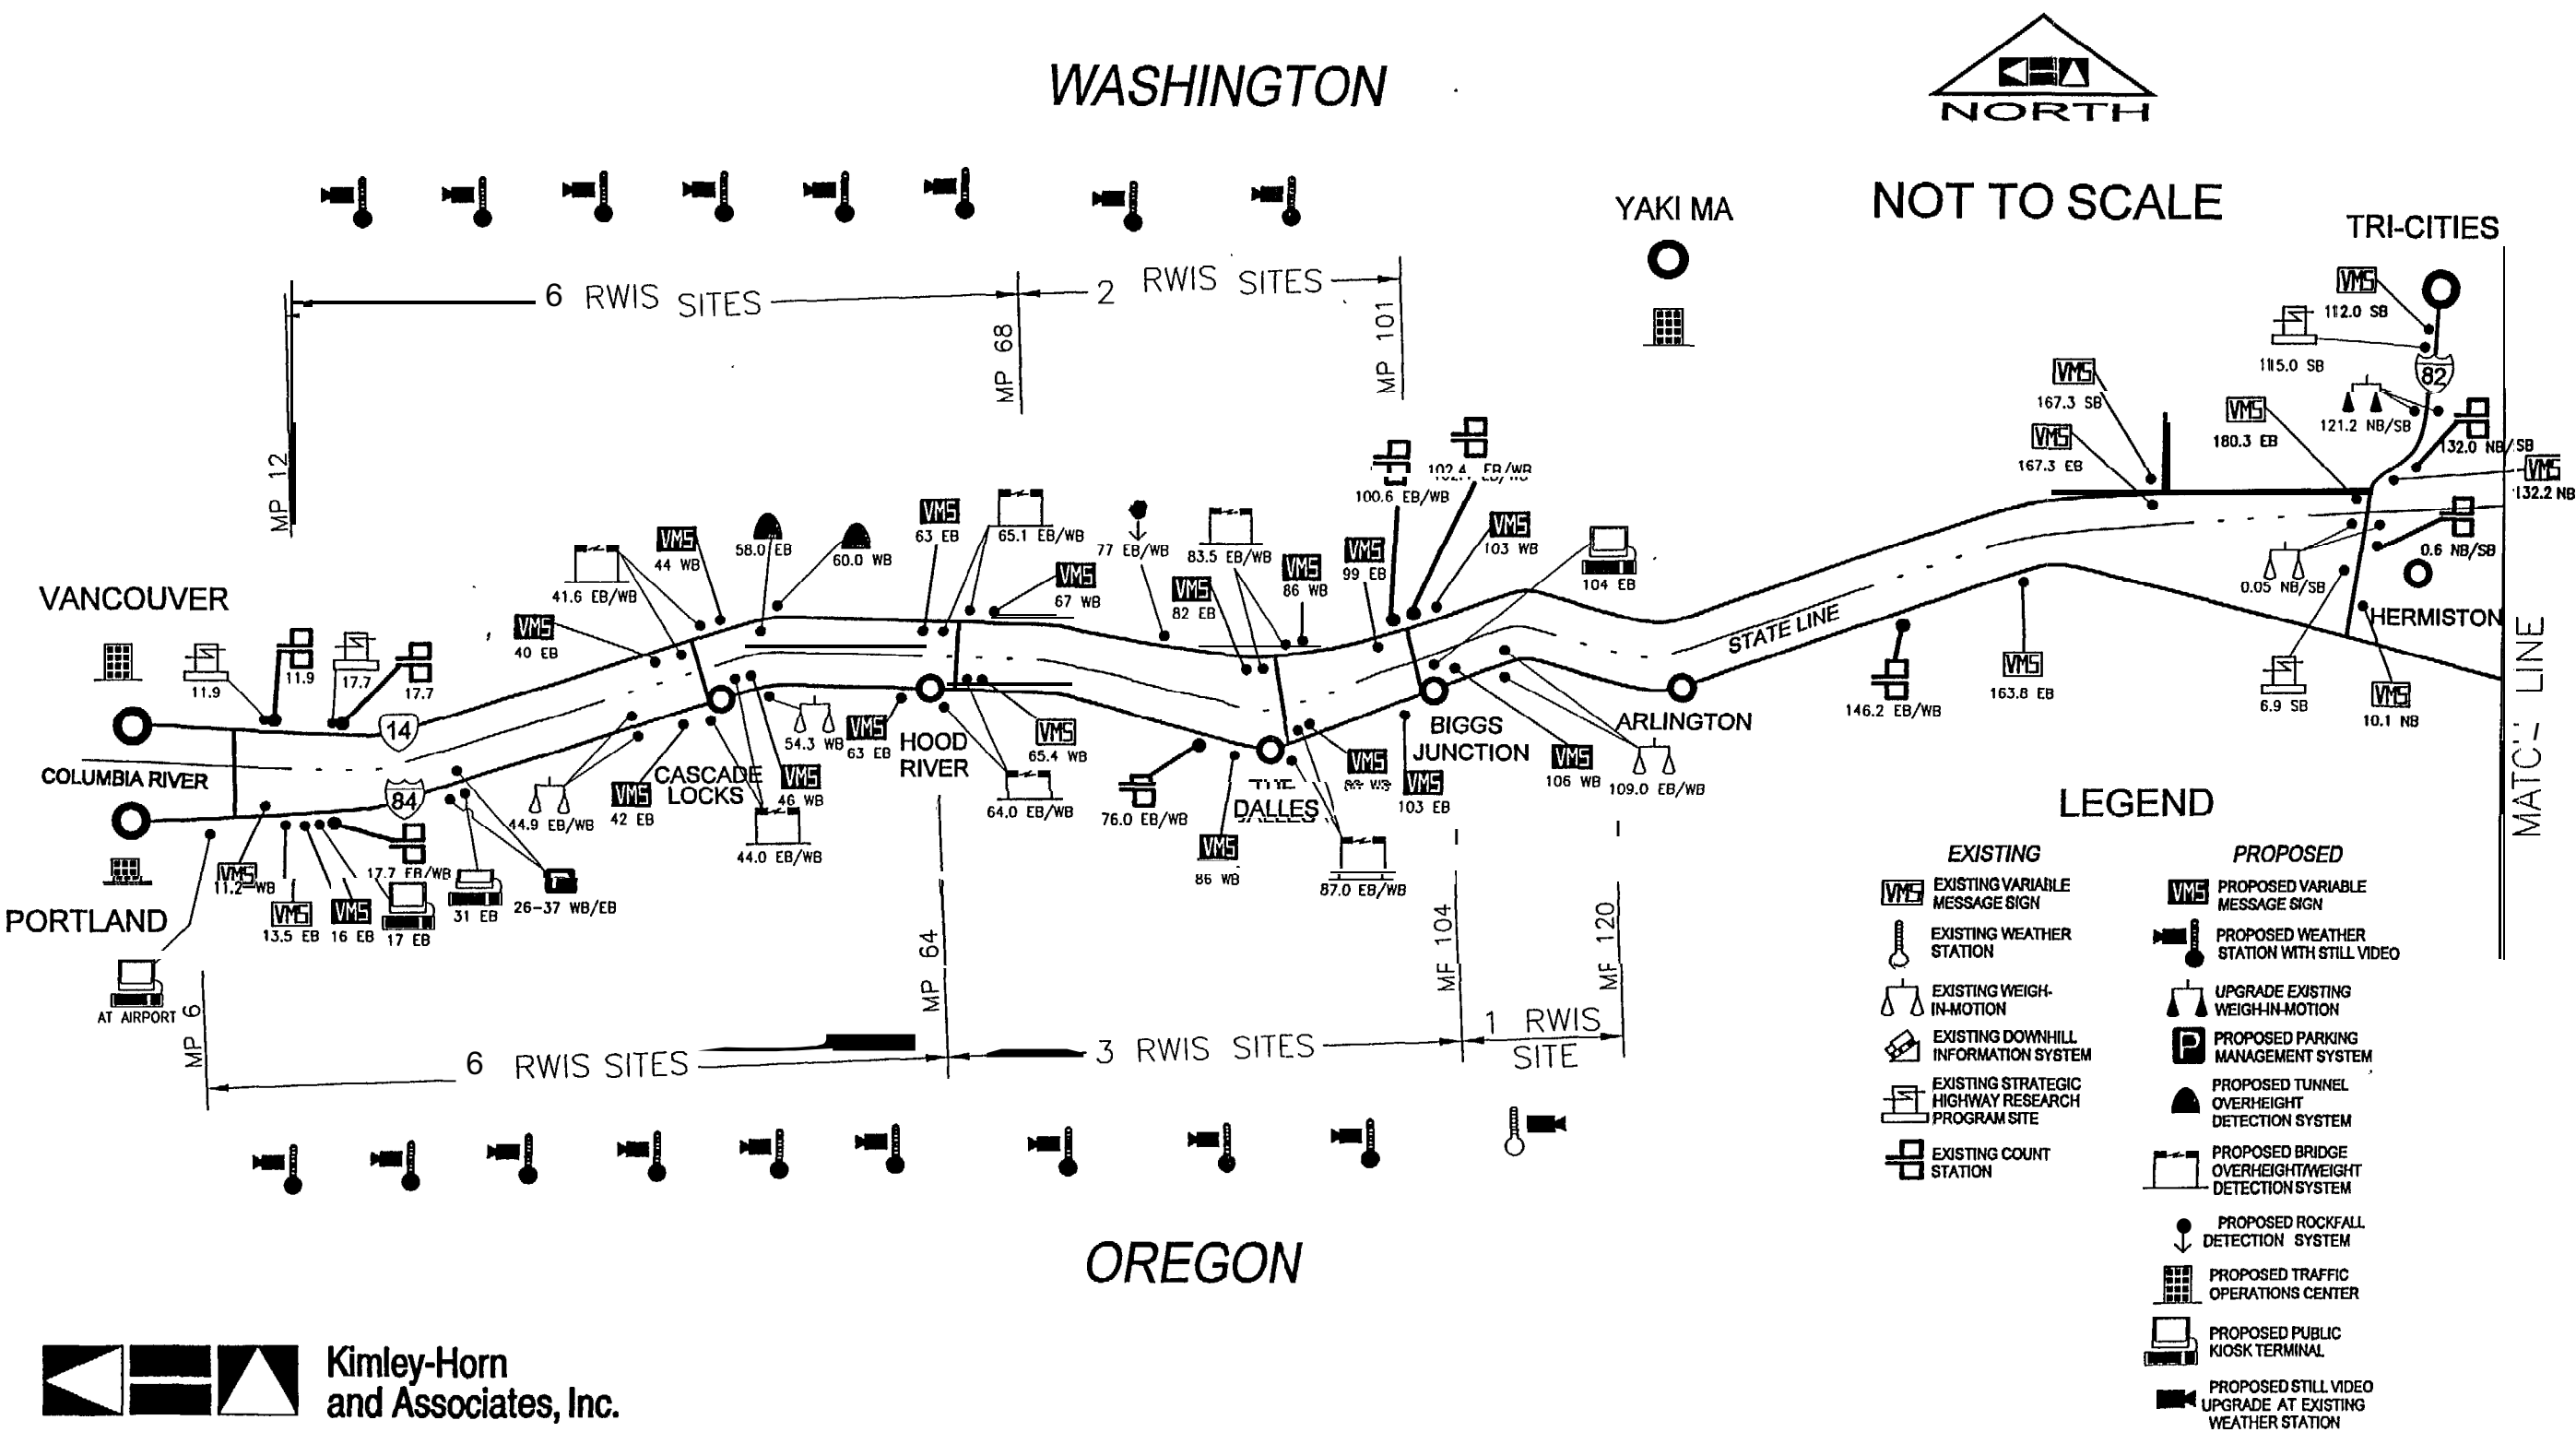 WASHINGTON
NORTH
NOT TO SCALE
YAKI MA
TRI-CITIES
6 RWIS SITES
2 RWIS SITES
MP 12
MP 68
MP 101
VMS
112.0 SB
115.0 SB
82
VMS
167.3 SB
VMS
167.3 EB
VMS
180.3 EB
121.2 NB/SB
132.0 NB/SB
VMS
132.2 NB
0.6 NB/SB
0.05 NB/SB
HERMISTON
6.9 SB
VMS
10.1 NB
MATC
LINE
100.6 EB/WB
102.4 EB/WB
VMS
103 WB
VMS
99 EB
104 EB
VMS
86 WB
83.5 EB/WB
VMS
82 EB
77 EB/WB
VMS
67 WB
65.1 EB/WB
VMS
63 EB
60.0 WB
58.0 EB
VMS
44 WB
41.6 EB/WB
VMS
40 EB
VANCOUVER
11.9
11.9
17.7
17.7
14
STATE LINE
COLUMBIA RIVER
84
PORTLAND
AT AIRPORT
VMS
11.2 WB
VMS
13.5 EB
VMS
16 EB
17.7 EB/WB
17 EB
31 EB
26-37 WB/EB
44.9 EB/WB
VMS
42 EB
CASCADE
LOCKS
VMS
46 WB
44.0 EB/WB
54.3 WB
VMS
63 EB
HOOD
RIVER
VMS
65.4 WB
64.0 EB/WB
76.0 EB/WB
THE
DALLES
VMS
86 WB
VMS
87.0 EB/WB
BIGGS
JUNCTION
VMS
103 EB
VMS
106 WB
109.0 EB/WB
ARLINGTON
146.2 EB/WB
VMS
163.8 EB
MP 6
MP 64
MF 104
MF 120
6 RWIS SITES
3 RWIS SITES
1 RWIS
SITE
OREGON
LEGEND
EXISTING
VMS
EXISTING VARIABLE
MESSAGE SIGN
EXISTING WEATHER
STATION
EXISTING WEIGH-
IN-MOTION
EXISTING DOWNHILL
INFORMATION SYSTEM
EXISTING STRATEGIC
HIGHWAY RESEARCH
PROGRAM SITE
EXISTING COUNT
STATION
PROPOSED
VMS
PROPOSED VARIABLE
MESSAGE SIGN
PROPOSED WEATHER
STATION WITH STILL VIDEO
UPGRADE EXISTING
WEIGH-IN-MOTION
P
PROPOSED PARKING
MANAGEMENT SYSTEM
PROPOSED TUNNEL
OVERHEIGHT
DETECTION SYSTEM
PROPOSED BRIDGE
OVERHEIGHT/WEIGHT
DETECTION SYSTEM
PROPOSED ROCKFALL
DETECTION SYSTEM
PROPOSED TRAFFIC
OPERATIONS CENTER
PROPOSED PUBLIC
KIOSK TERMINAL
PROPOSED STILL VIDEO
UPGRADE AT EXISTING
WEATHER STATION
Kimley-Horn
and Associates, Inc.